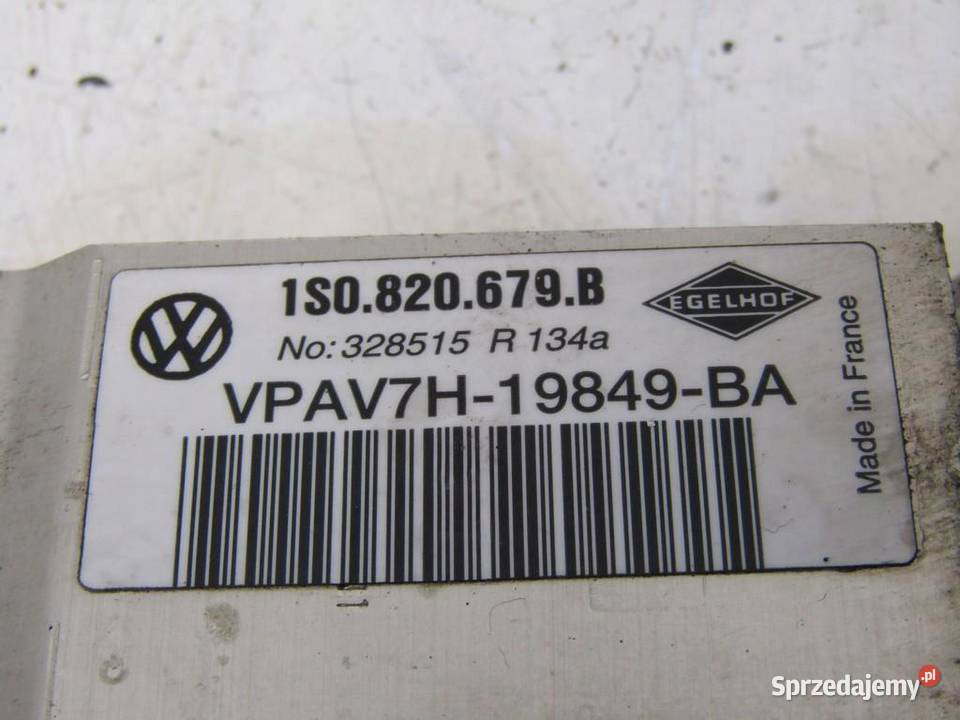 1S0.820.679.B
EGELHOF
No: 328515 R 134a
VPAV7H-19849-BA
Made in France
Sprzedajemy.pl